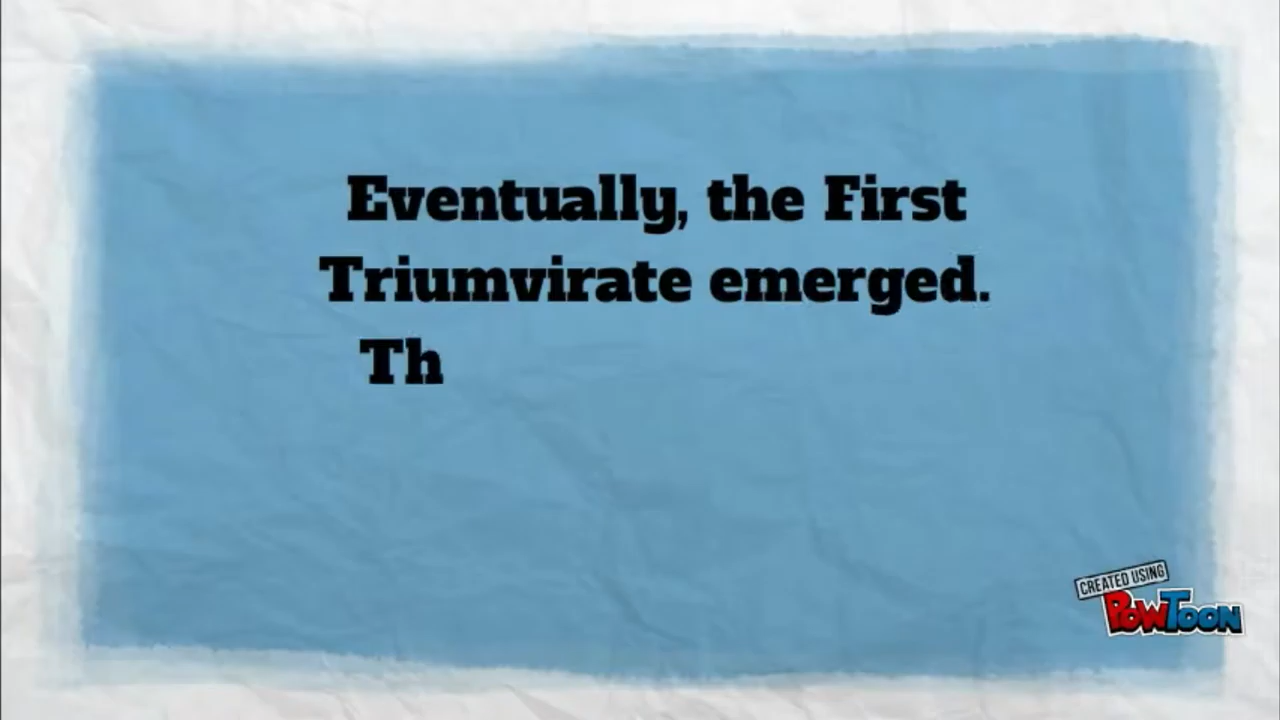 Eventually, the First
Triumvirate emerged.
Th
CREATED USING
POWTOON